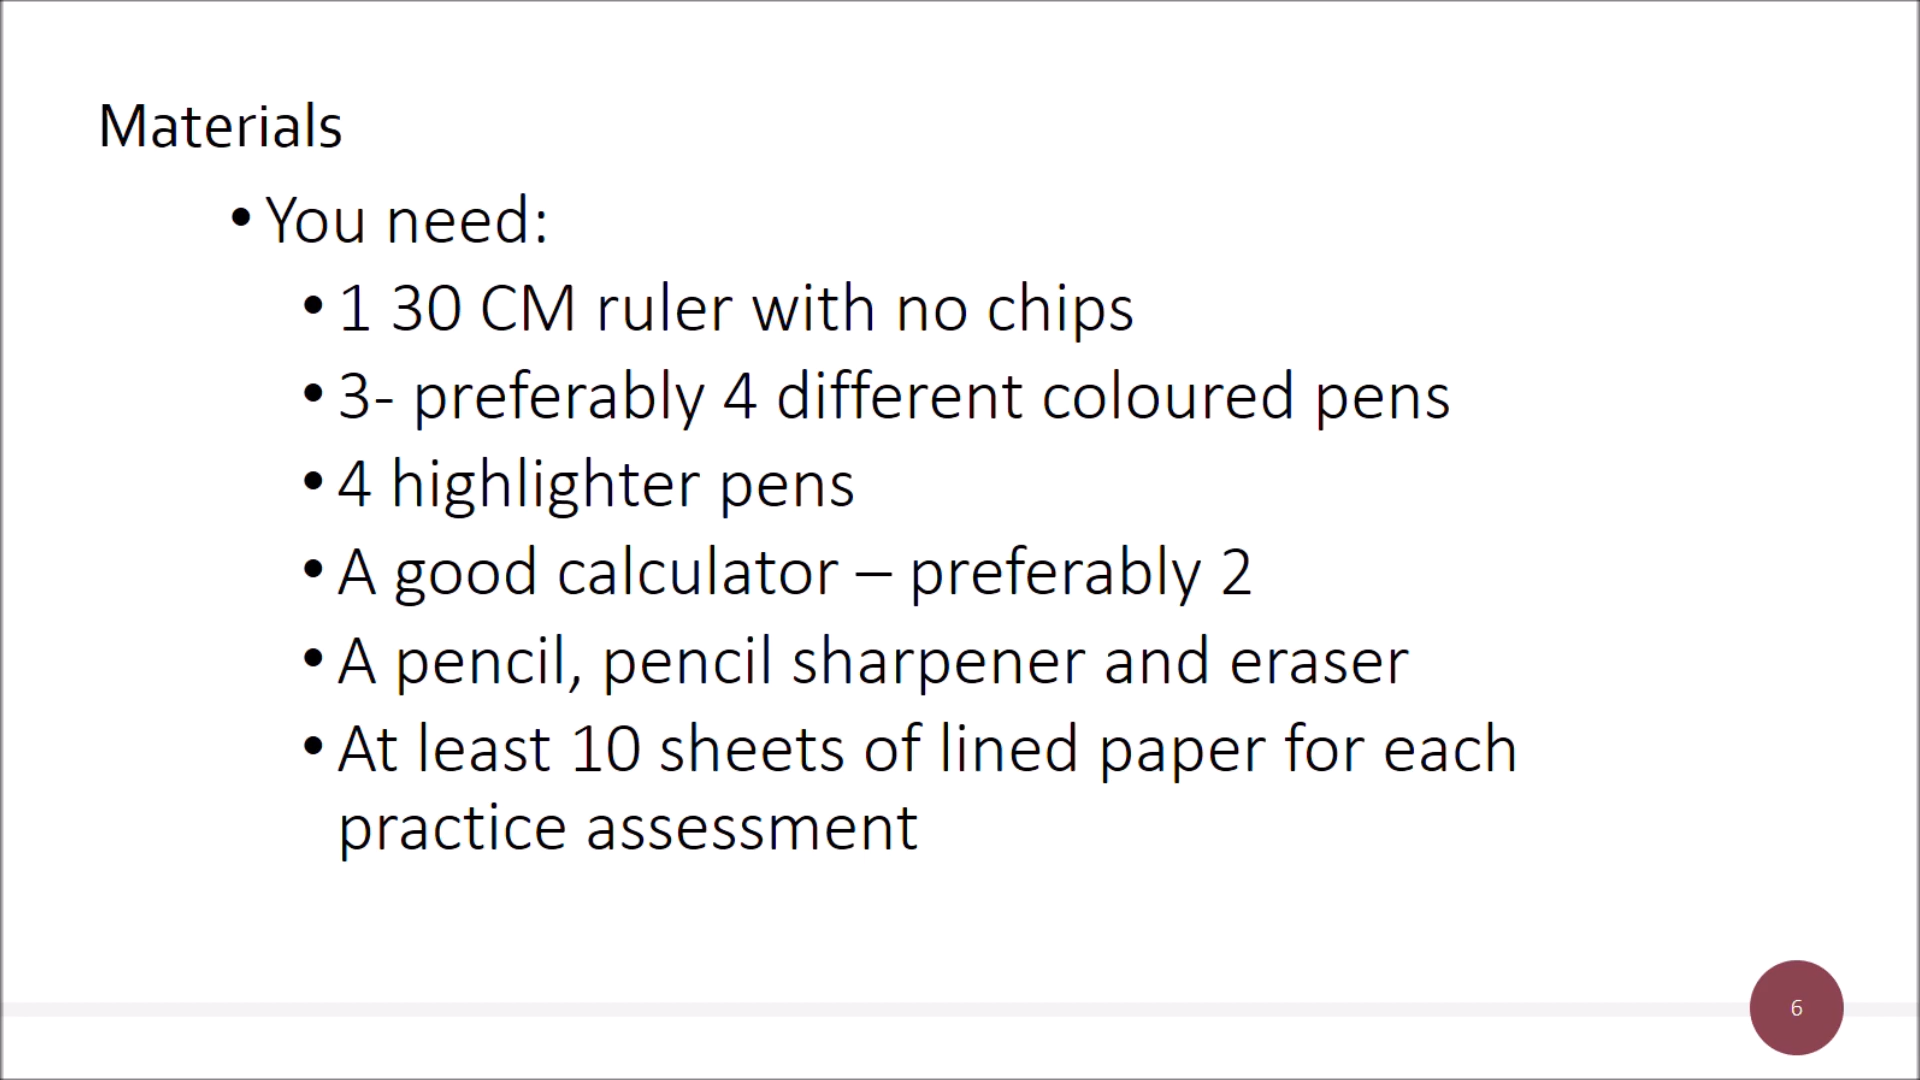 Materials
• You need:
• 1 30 CM ruler with no chips
• 3- preferably 4 different coloured pens
• 4 highlighter pens
• A good calculator – preferably 2
• A pencil, pencil sharpener and eraser
• At least 10 sheets of lined paper for each
practice assessment
6